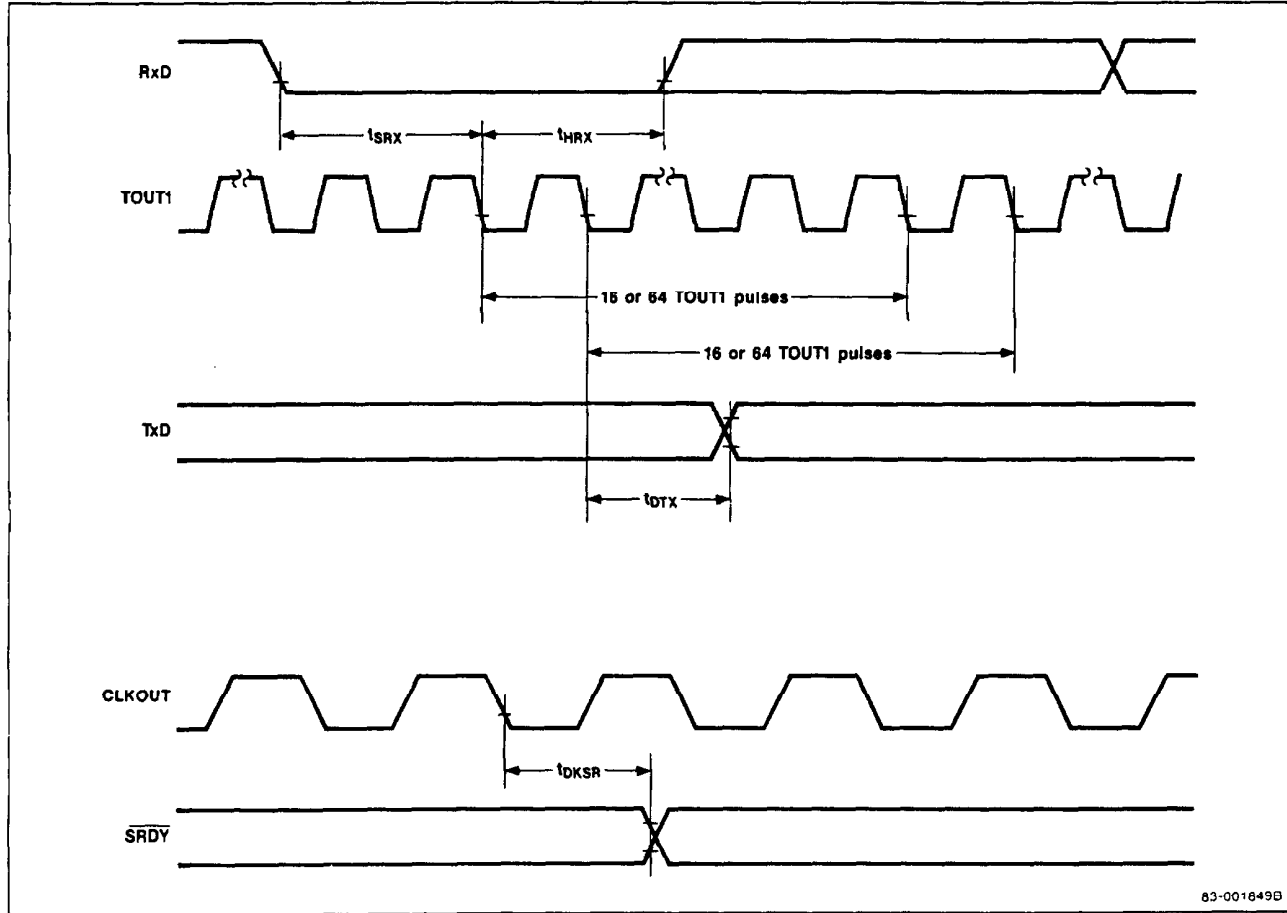 RxD
tSRX
tHRX
TOUT1
16 or 64 TOUT1 pulses
16 or 64 TOUT1 pulses
TxD
tDTX
CLKOUT
tDKSR
SRDY
83-001849B